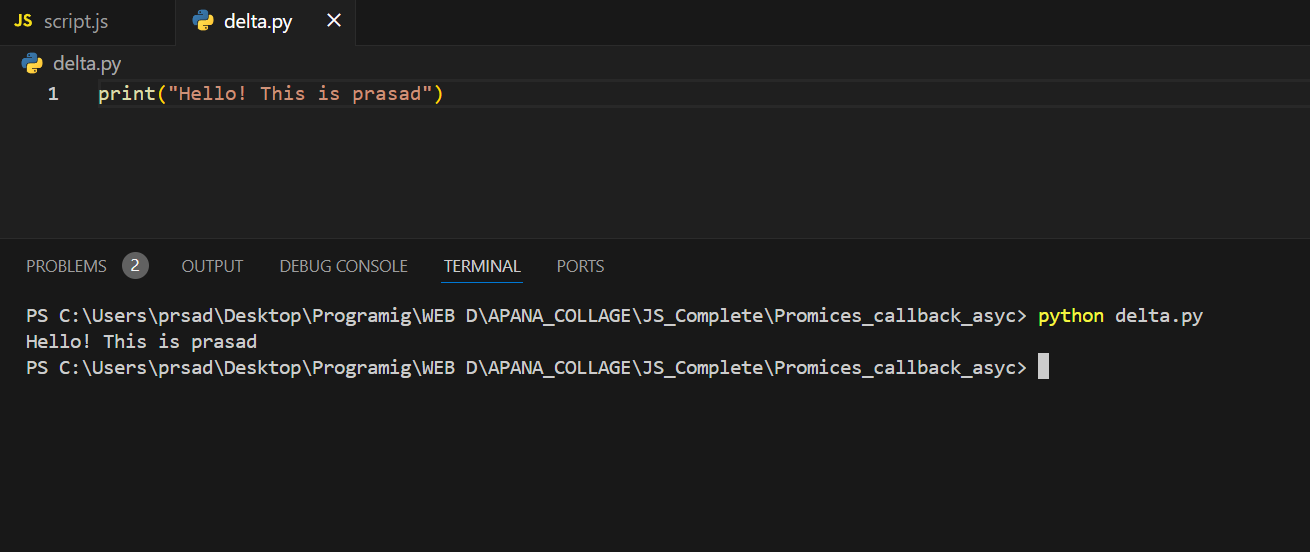 JS script.js delta.py
delta.py
1 print("Hello! This is prasad")
PROBLEMS 2 OUTPUT DEBUG CONSOLE TERMINAL PORTS
PS C:\Users\prsad\Desktop\Programig\WEB D\APANA_COLLAGE\JS_Complete\Promices_callback_asyc> python delta.py
Hello! This is prasad
PS C:\Users\prsad\Desktop\Programig\WEB D\APANA_COLLAGE\JS_Complete\Promices_callback_asyc>